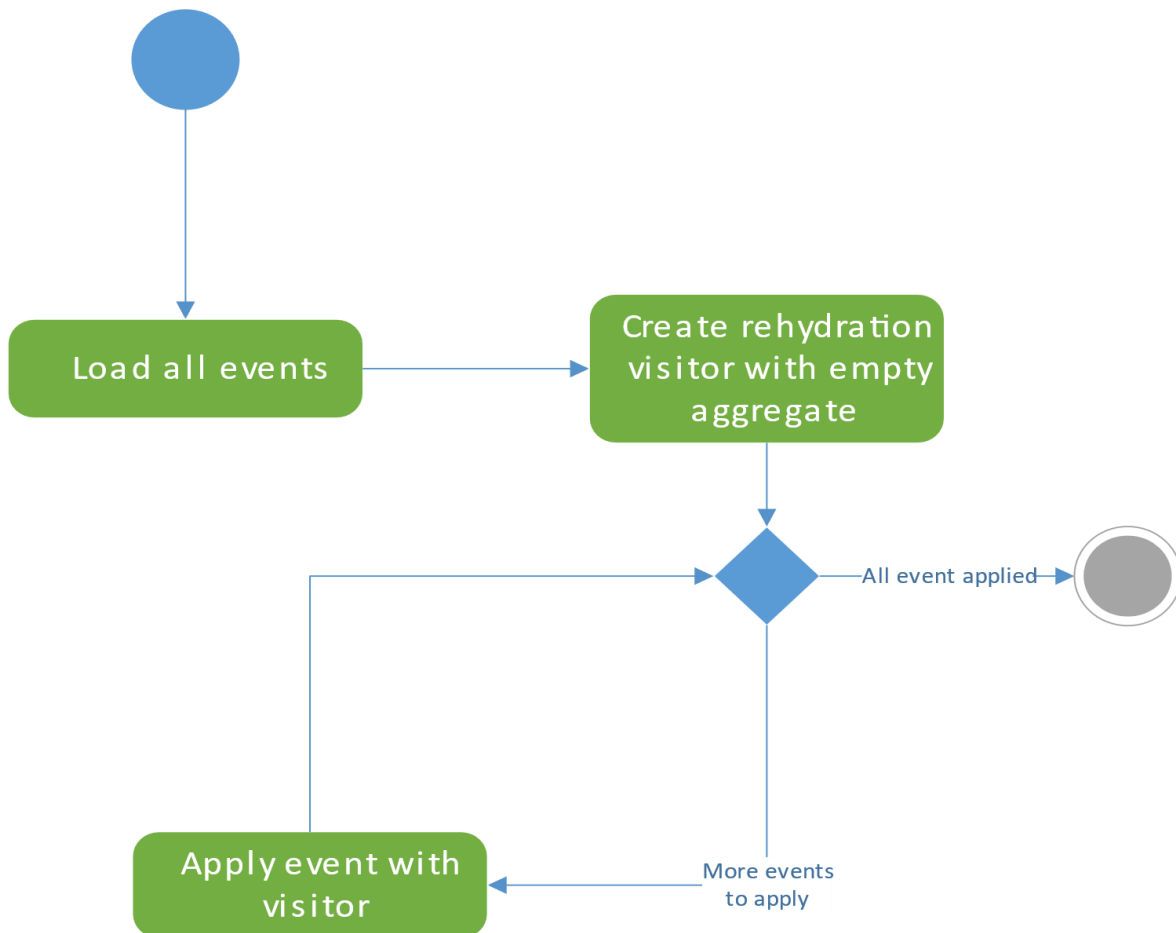 Load all events
Create rehydration
visitor with empty
aggregate
All event applied
More events
to apply
Apply event with
visitor